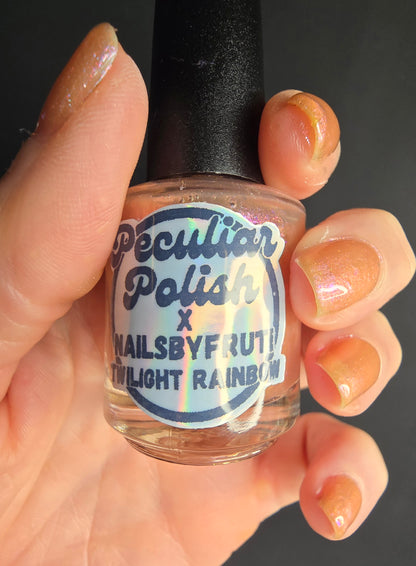 Peculiar
Polish
X
NAILSBYFRUTI
TWILIGHT RAINBOW